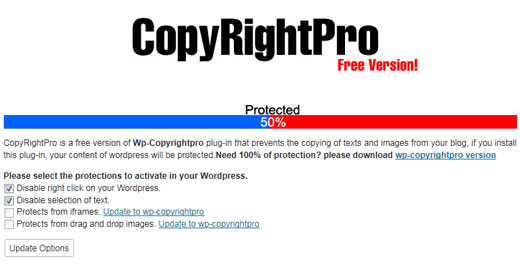 CopyRightPro
Free Version!
Protected
50%
CopyRightPro is a free version of Wp-Copyrightpro plug-in that prevents the copying of texts and images from your blog, if you install
this plug-in, your content of wordpress will be protected.Need 100% of protection? please download wp-copyrightpro version
Please select the protections to activate in your Wordpress.
Disable right click on your Wordpress.
Disable selection of text.
Protects from iframes. Update to wp-copyrightpro
Protects from drag and drop images. Update to wp-copyrightpro
Update Options